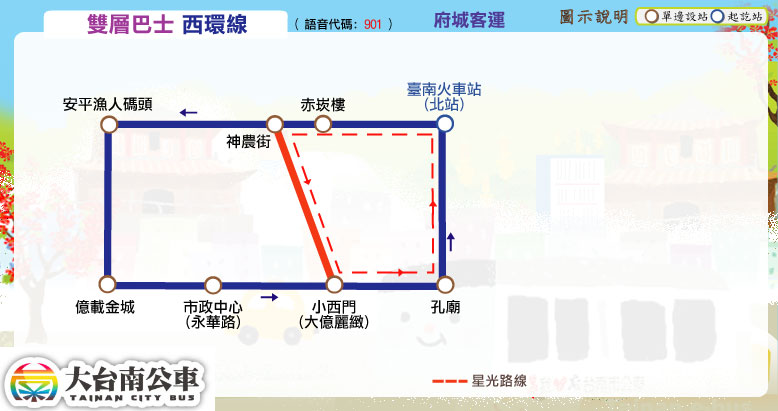 雙層巴士 西環線
( 語音代碼: 901 )
府城客運
圖示說明
單邊設站
起訖站
臺南火車站
(北站)
安平漁人碼頭
赤崁樓
神農街
億載金城
市政中心
(永華路)
小西門
(大億麗緻)
孔廟
星光路線
大台南公車
TAINAN CITY BUS